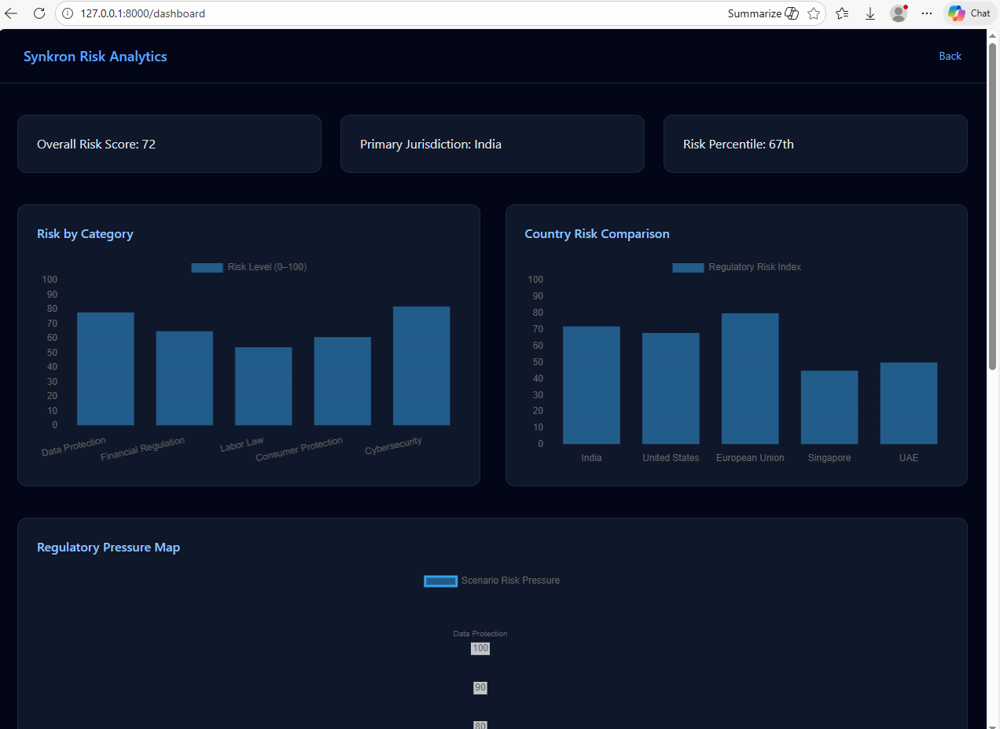 127.0.0.1:8000/dashboard
Summarize
Chat
Synkron Risk Analytics
Back
Overall Risk Score: 72
Primary Jurisdiction: India
Risk Percentile: 67th
Risk by Category
Risk Level (0–100)
100
90
80
70
60
50
40
30
20
10
0
Data Protection
Financial Regulation
Labor Law
Consumer Protection
Cybersecurity
Country Risk Comparison
Regulatory Risk Index
100
90
80
70
60
50
40
30
20
10
0
India
United States
European Union
Singapore
UAE
Regulatory Pressure Map
Scenario Risk Pressure
Data Protection
100
90
80